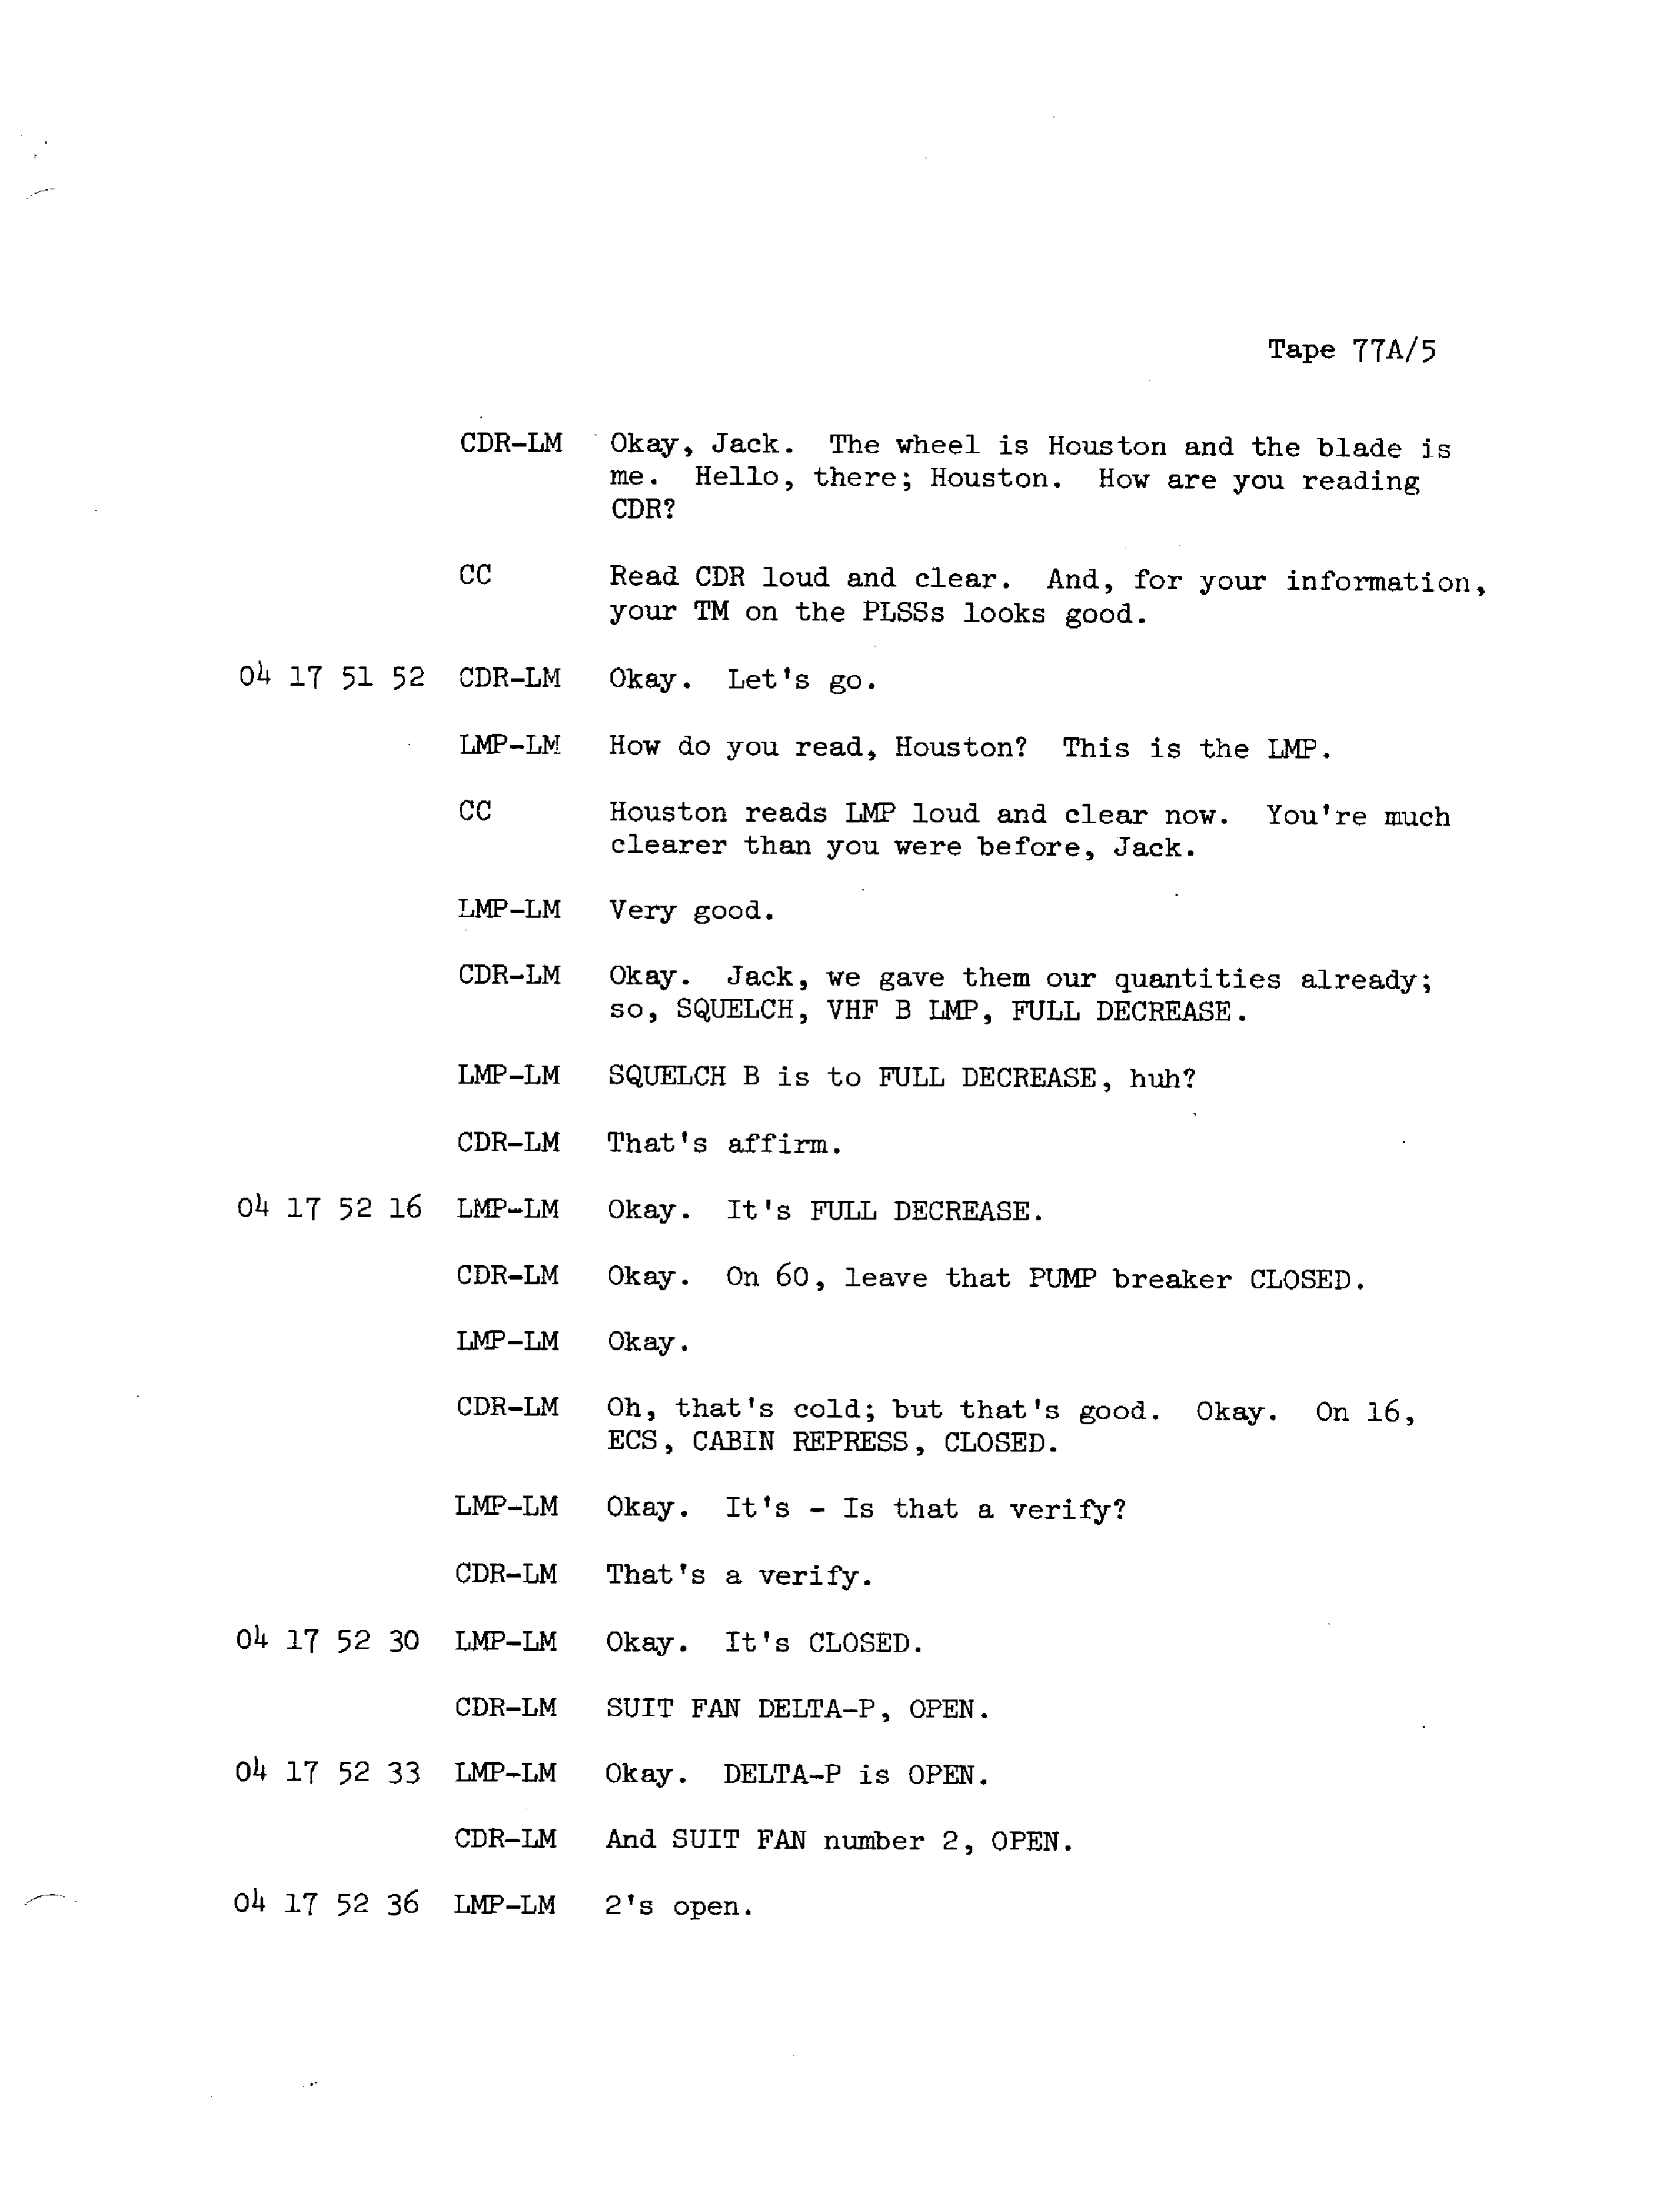 Tape 77A/5
CDR-LM Okay, Jack. The wheel is Houston and the blade is
me. Hello, there; Houston. How are you reading
CDR?
CC Read CDR loud and clear. And, for your information,
your TM on the PLSSs looks good.
04 17 51 52 CDR-LM Okay. Let's go.
LMP-LM How do you read, Houston? This is the LMP.
CC Houston reads LMP loud and clear now. You're much
clearer than you were before, Jack.
LMP-LM Very good.
CDR-LM Okay. Jack, we gave them our quantities already;
so, SQUELCH, VHF B LMP, FULL DECREASE.
LMP-LM SQUELCH B is to FULL DECREASE, huh?
CDR-LM That's affirm.
04 17 52 16 LMP-LM Okay. It's FULL DECREASE.
CDR-LM Okay. On 60, leave that PUMP breaker CLOSED.
LMP-LM Okay.
CDR-LM Oh, that's cold; but that's good. Okay. On 16,
ECS, CABIN REPRESS, CLOSED.
LMP-LM Okay. It's - Is that a verify?
CDR-LM That's a verify.
04 17 52 30 LMP-LM Okay. It's CLOSED.
CDR-LM SUIT FAN DELTA-P, OPEN.
04 17 52 33 LMP-LM Okay. DELTA-P is OPEN.
CDR-LM And SUIT FAN number 2, OPEN.
04 17 52 36 LMP-LM 2's open.